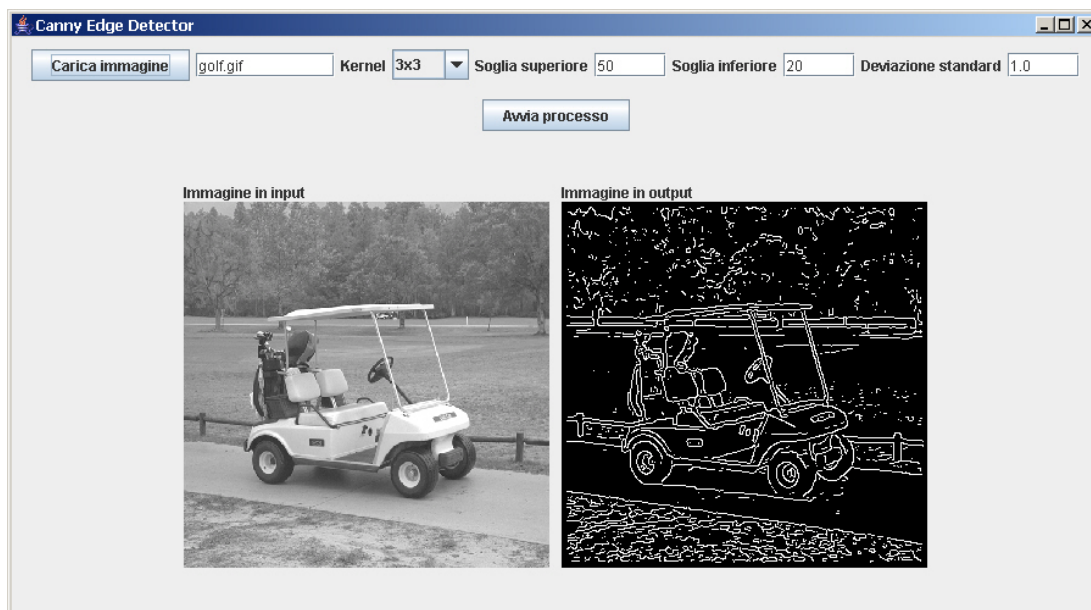 Canny Edge Detector
Carica immagine golf.gif Kernel 3x3 Soglia superiore 50 Soglia inferiore 20 Deviazione standard 1.0
Avvia processo
Immagine in input Immagine in output